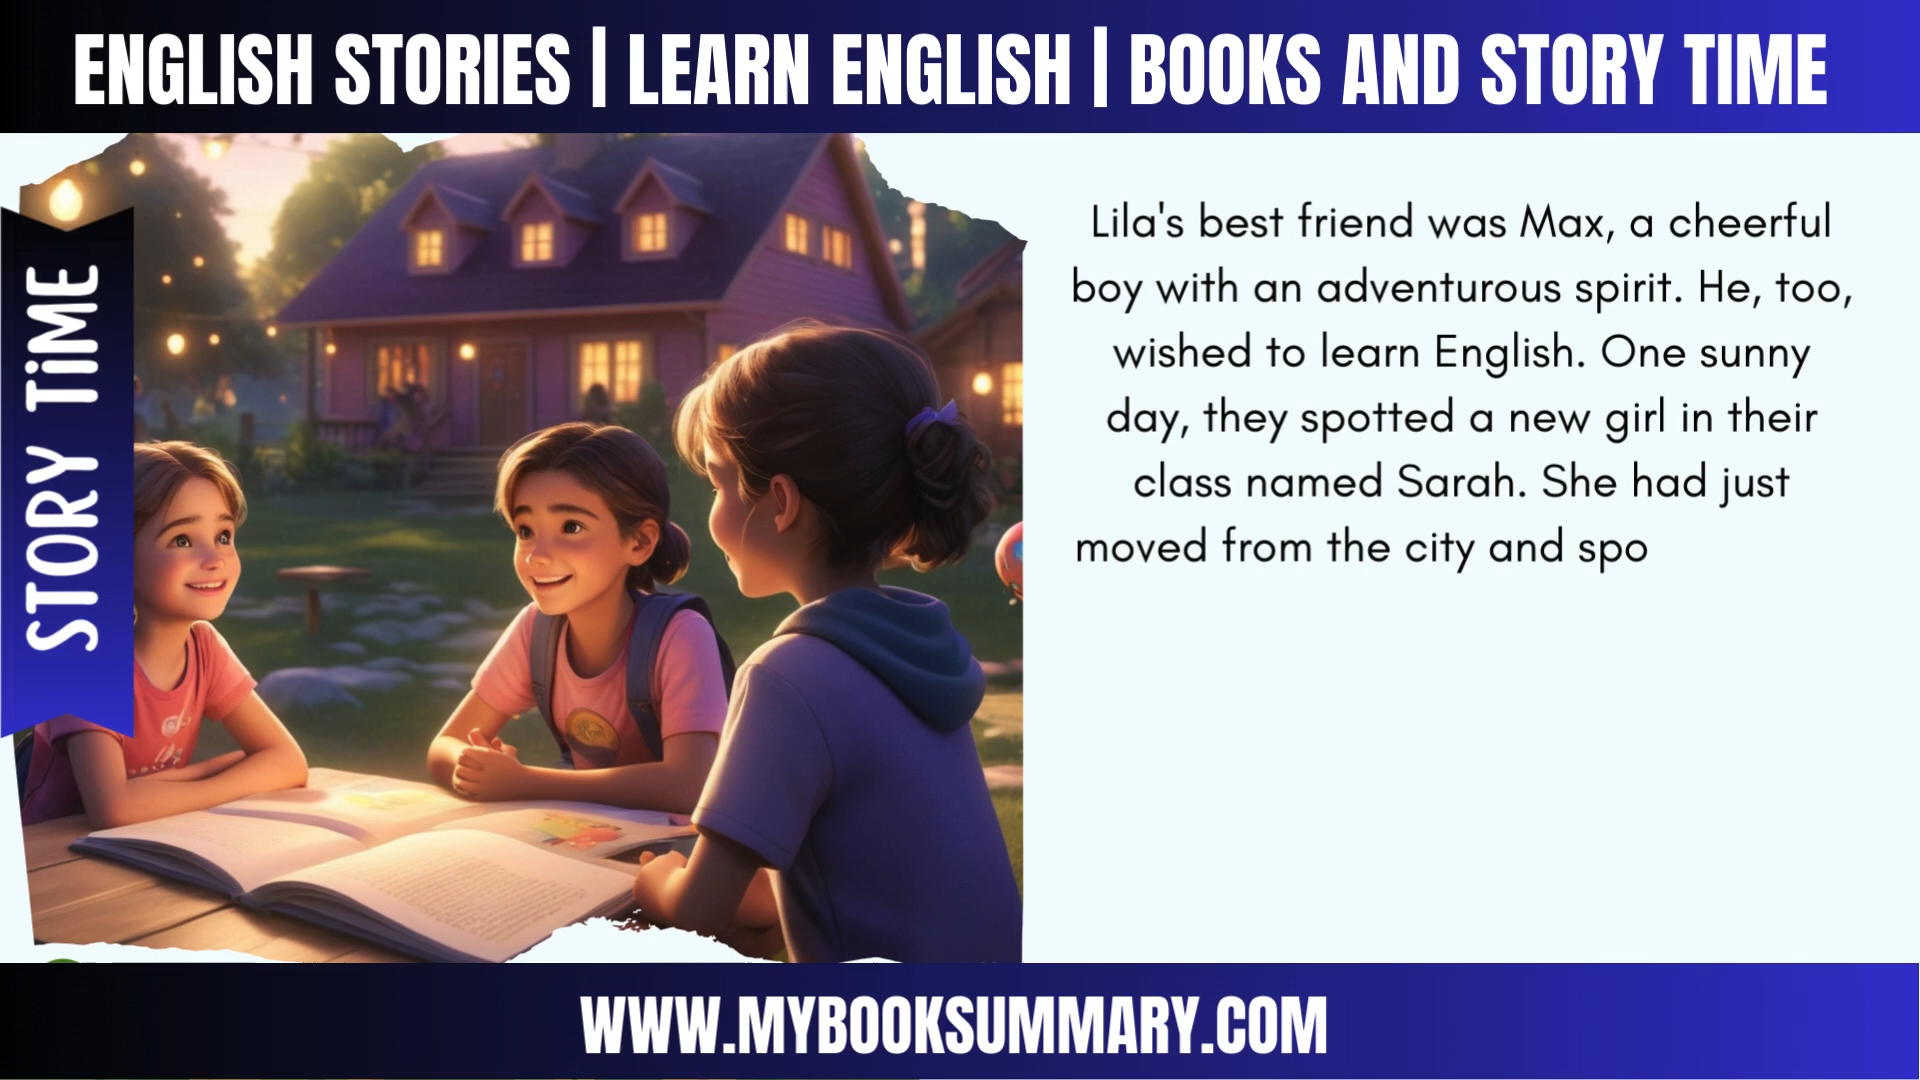 ENGLISH STORIES | LEARN ENGLISH | BOOKS AND STORY TIME
STORY TiME
Lila's best friend was Max, a cheerful
boy with an adventurous spirit. He, too,
wished to learn English. One sunny
day, they spotted a new girl in their
class named Sarah. She had just
moved from the city and spo
WWW.MYBOOKSUMMARY.COM